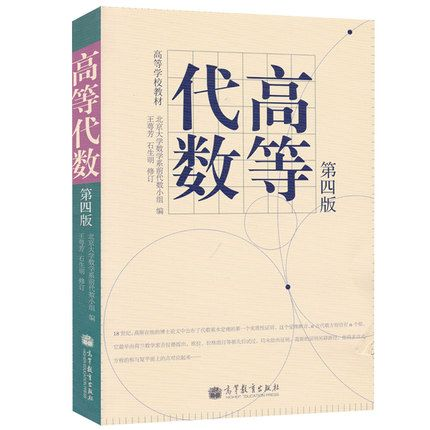 高等代数
第四版
北京大学数学系前代数小组 编
王萼芳 石生明 修订
高等学校教材
高等
代数
第四版
北京大学数学系前代数小组 编
王萼芳 石生明 修订
高等教育出版社
HIGHER EDUCATION PRESS